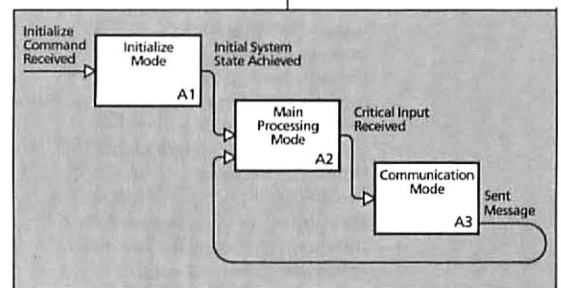 Initialize
Command
Received
Initialize
Mode
A1
Initial System
State Achieved
Main
Processing
Mode
A2
Critical Input
Received
Communication
Mode
A3
Sent
Message